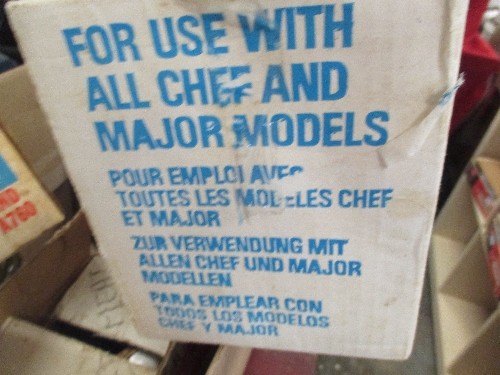 FOR USE WITH
ALL CHEF AND
MAJOR MODELS
POUR EMPLOI AVEC
TOUTES LES MODELES CHEF
ET MAJOR
ZUR VERWENDUNG MIT
ALLEN CHEF UND MAJOR
MODELLEN
PARA EMPLEAR CON
TODOS LOS MODELOS
CHEF Y MAJOR
A760